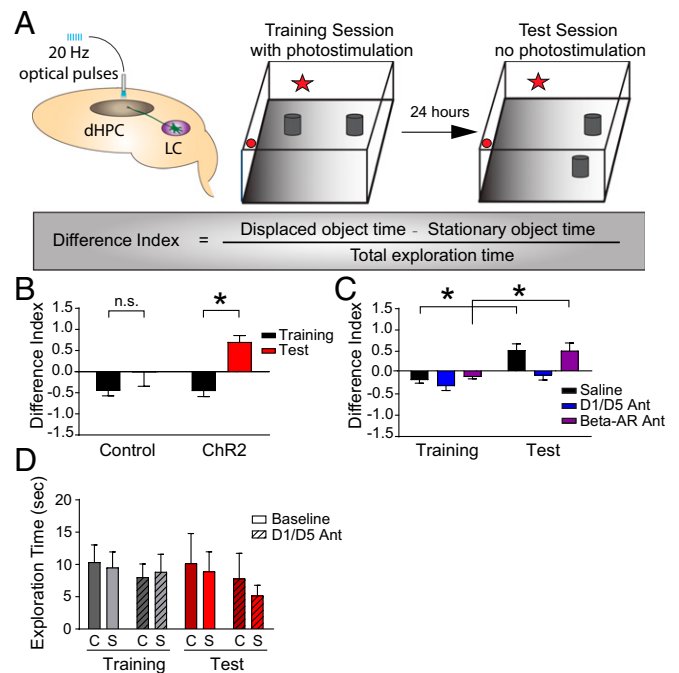 A
20 Hz
optical pulses
dHPC
LC
Training Session
with photostimulation
24 hours
Test Session
no photostimulation
Difference Index = Displaced object time - Stationary object time
Total exploration time
B
Difference Index
1.5
1.0
0.5
0.0
-0.5
-1.0
-1.5
n.s.
*
Training
Test
Control ChR2
C
Difference Index
1.5
1.0
0.5
0.0
-0.5
-1.0
-1.5
* *
Saline
D1/D5 Ant
Beta-AR Ant
Training Test
D
Exploration Time (sec)
20
15
10
5
0
Baseline
D1/D5 Ant
C S C S C S C S
Training Test